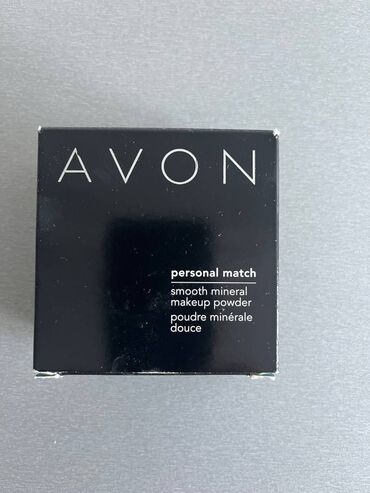 AVON
personal match
smooth mineral
makeup powder
poudre minérale
douce